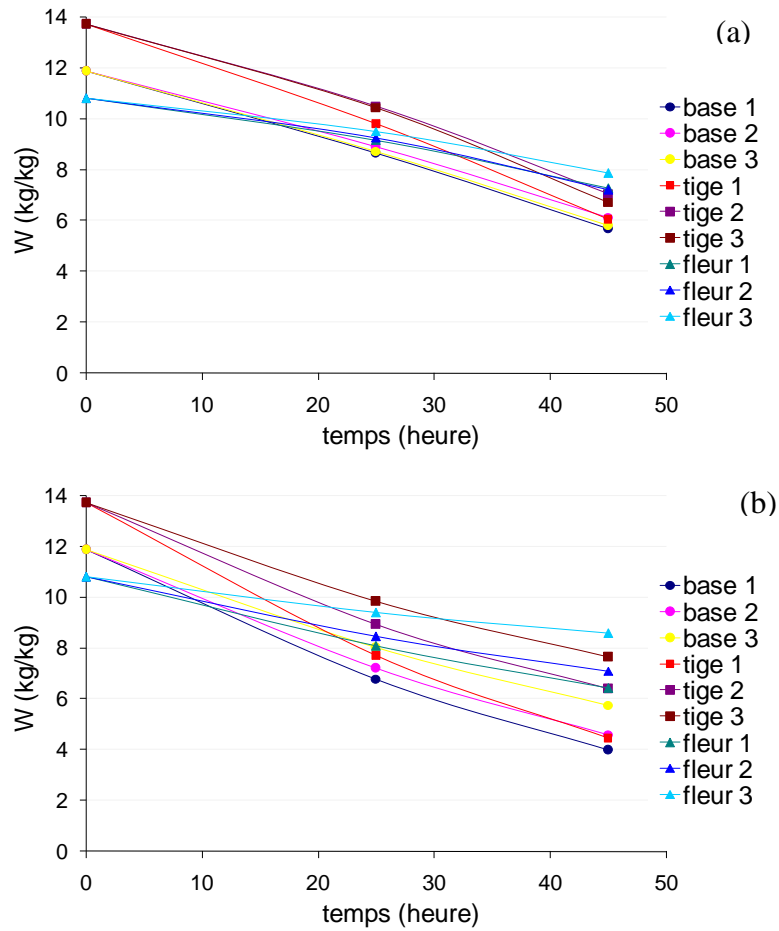 (a)
W (kg/kg)
14
12
10
8
6
4
2
0
0 10 20 30 40 50
temps (heure)
base 1
base 2
base 3
tige 1
tige 2
tige 3
fleur 1
fleur 2
fleur 3
(b)
W (kg/kg)
14
12
10
8
6
4
2
0
0 10 20 30 40 50
temps (heure)
base 1
base 2
base 3
tige 1
tige 2
tige 3
fleur 1
fleur 2
fleur 3